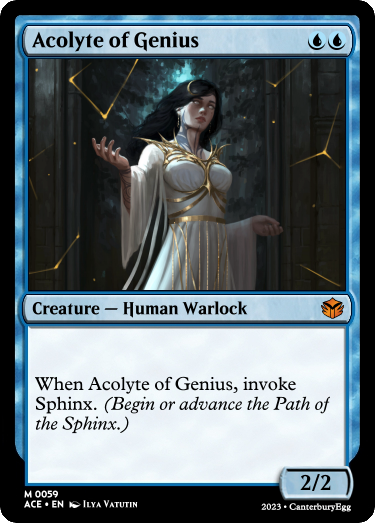 Acolyte of Genius
Creature — Human Warlock
When Acolyte of Genius, invoke
Sphinx. (Begin or advance the Path of
the Sphinx.)
2/2
M 0059
ACE • EN Ilya Vatutin
2023 • CanterburyEgg